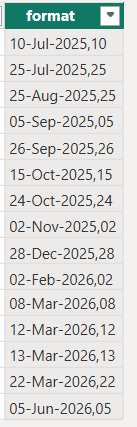 format
10-Jul-2025,10
25-Jul-2025,25
25-Aug-2025,25
05-Sep-2025,05
26-Sep-2025,26
15-Oct-2025,15
24-Oct-2025,24
02-Nov-2025,02
28-Dec-2025,28
02-Feb-2026,02
08-Mar-2026,08
12-Mar-2026,12
13-Mar-2026,13
22-Mar-2026,22
05-Jun-2026,05